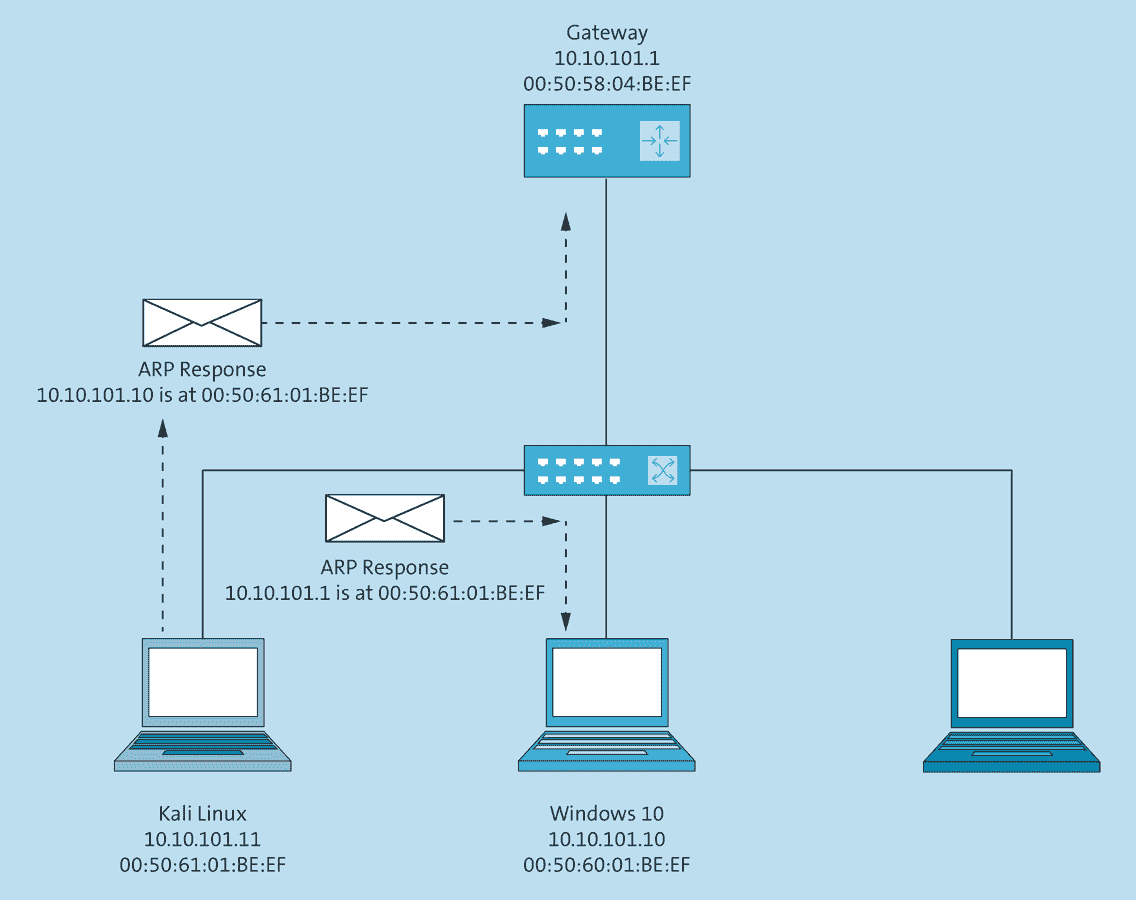 Gateway
10.10.101.1
00:50:58:04:BE:EF
ARP Response
10.10.101.10 is at 00:50:61:01:BE:EF
ARP Response
10.10.101.1 is at 00:50:61:01:BE:EF
Kali Linux
10.10.101.11
00:50:61:01:BE:EF
Windows 10
10.10.101.10
00:50:60:01:BE:EF